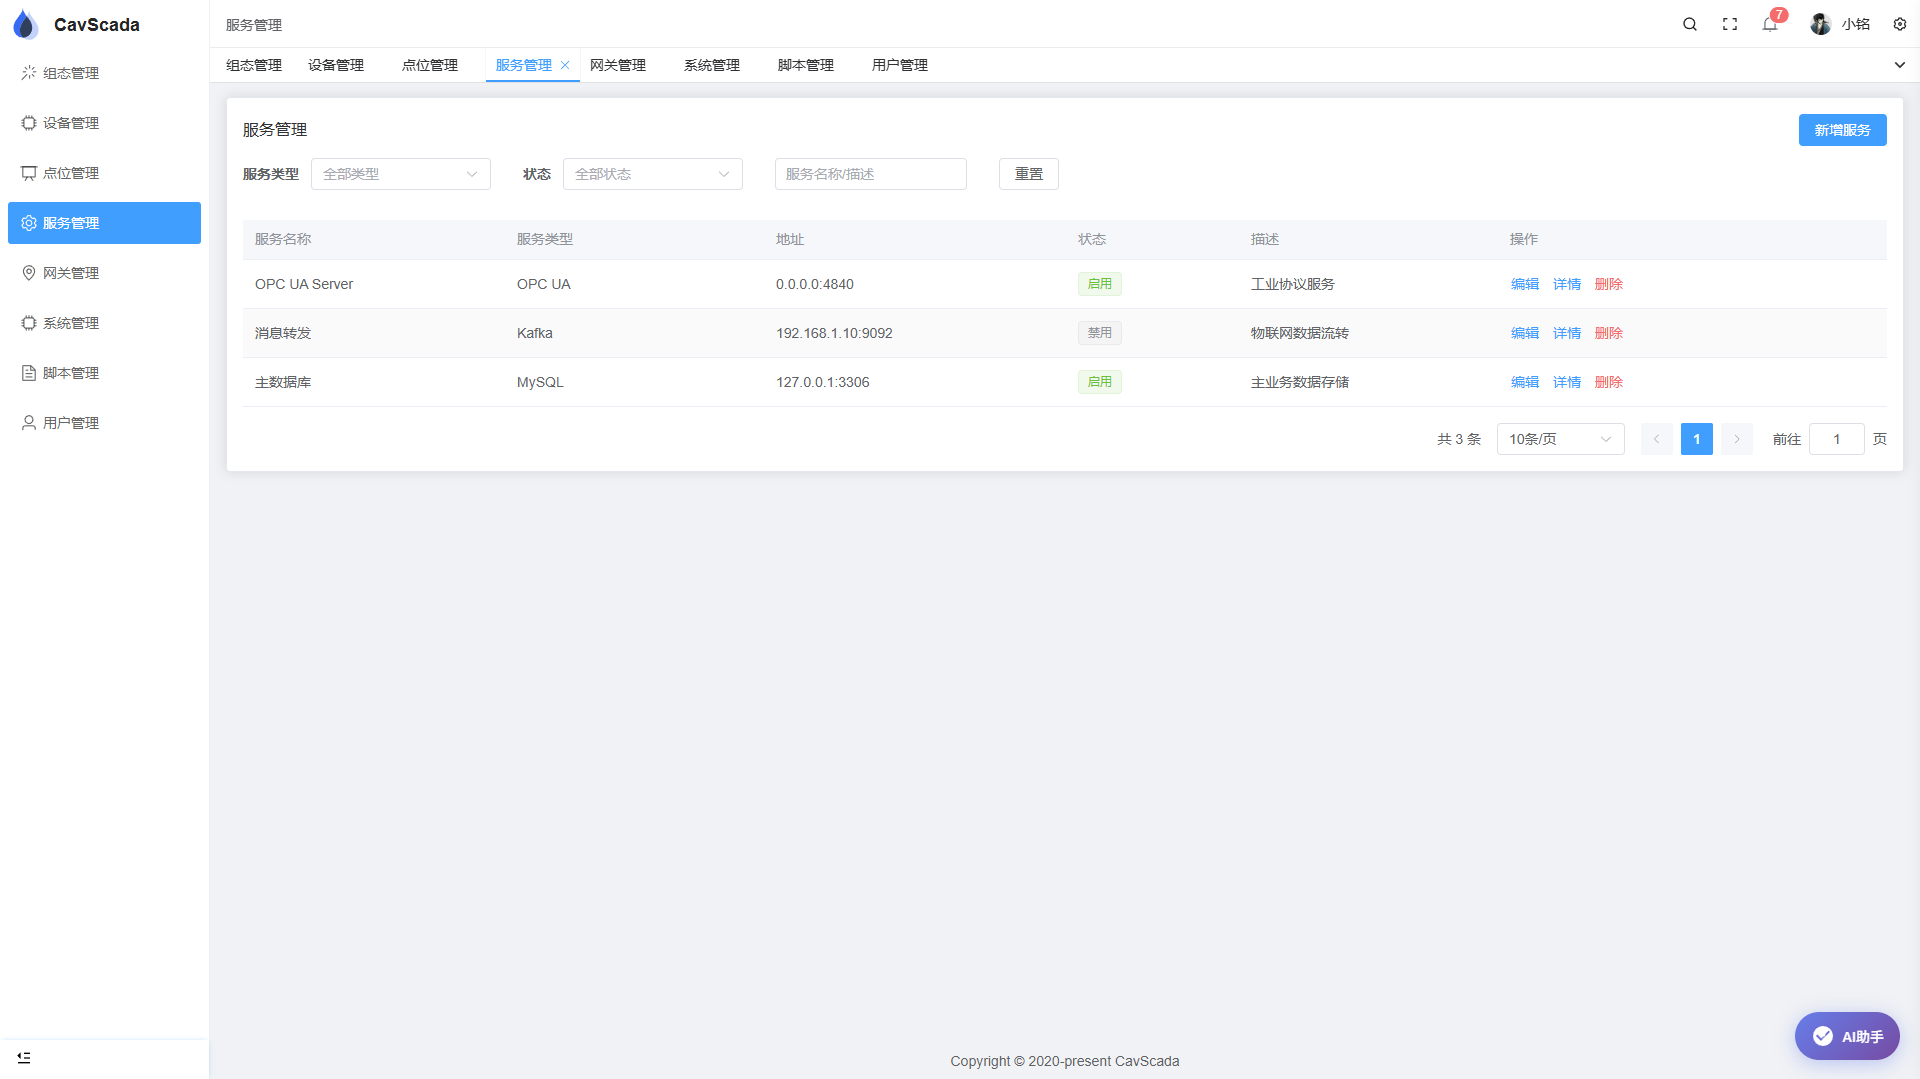 CavScada
服务管理
7
小铭
组态管理
设备管理
点位管理
服务管理
网关管理
系统管理
脚本管理
用户管理
组态管理 设备管理 点位管理 服务管理 网关管理 系统管理 脚本管理 用户管理
服务管理
新增服务
服务类型 全部类型 状态 全部状态 服务名称/描述 重置
服务名称 服务类型 地址 状态 描述 操作
OPC UA Server OPC UA 0.0.0.0:4840 启用 工业协议服务 编辑 详情 删除
消息转发 Kafka 192.168.1.10:9092 禁用 物联网数据流转 编辑 详情 删除
主数据库 MySQL 127.0.0.1:3306 启用 主业务数据存储 编辑 详情 删除
共 3 条 10条/页 1 前往 1 页
AI助手
Copyright © 2020-present CavScada